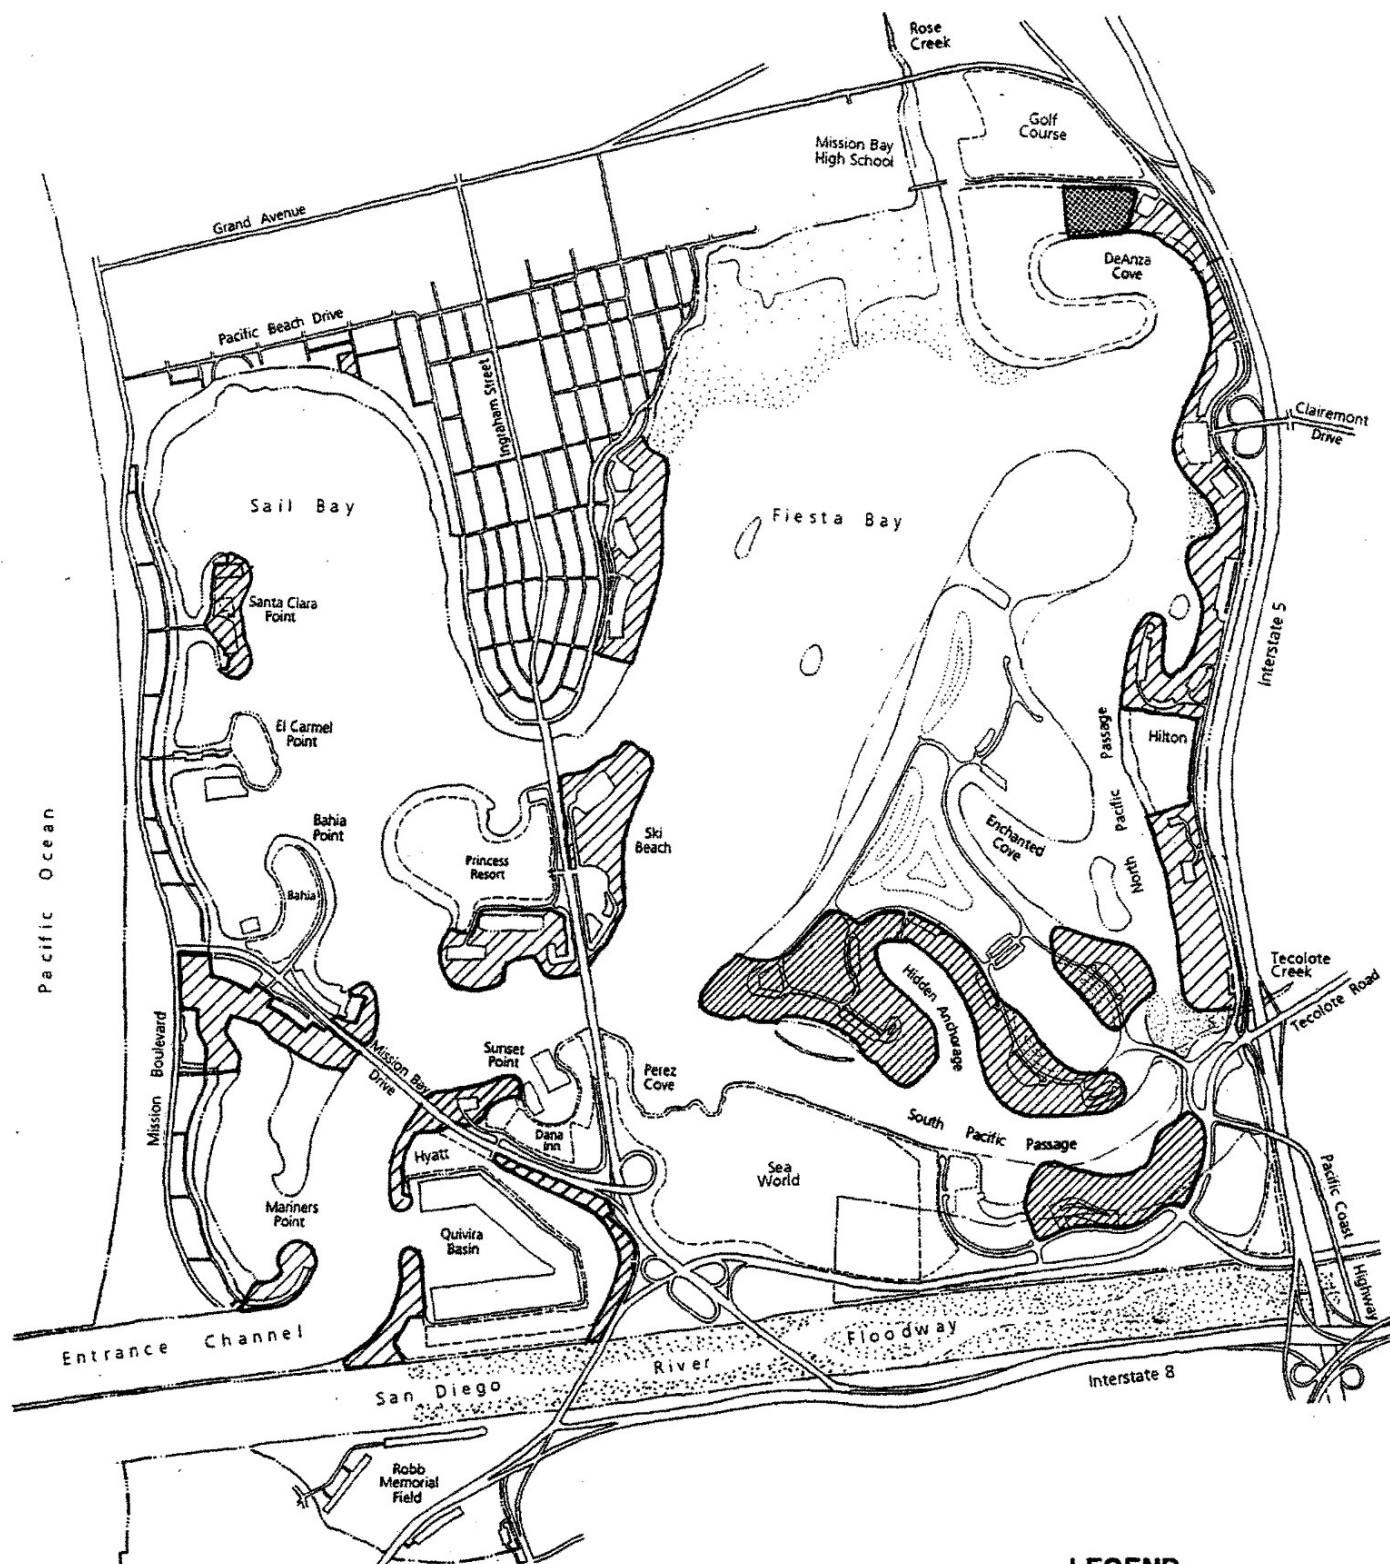 Rose
Creek
Golf
Course
Mission Bay
High School
Grand Avenue
DeAnza
Cove
Pacific Beach Drive
Ingraham Street
Clairemont
Drive
Sail Bay
Fiesta Bay
Santa Clara
Point
Interstate 5
El Carmel
Point
Hilton
North Pacific Passage
Pacific Ocean
Bahia
Point
Ski
Beach
Enchanted
Cove
Princess
Resort
Bahia
Hidden Anchorage
Tecolote
Creek
Tecolote Road
Mission Boulevard
Mission Bay
Drive
Sunset
Point
Perez
Cove
Dana
Inn
South Pacific Passage
Hyatt
Sea
World
Pacific Coast Highway
Mariners
Point
Quivira
Basin
Entrance Channel
San Diego River Floodway
Interstate 8
Robb
Memorial
Field
LEGEND